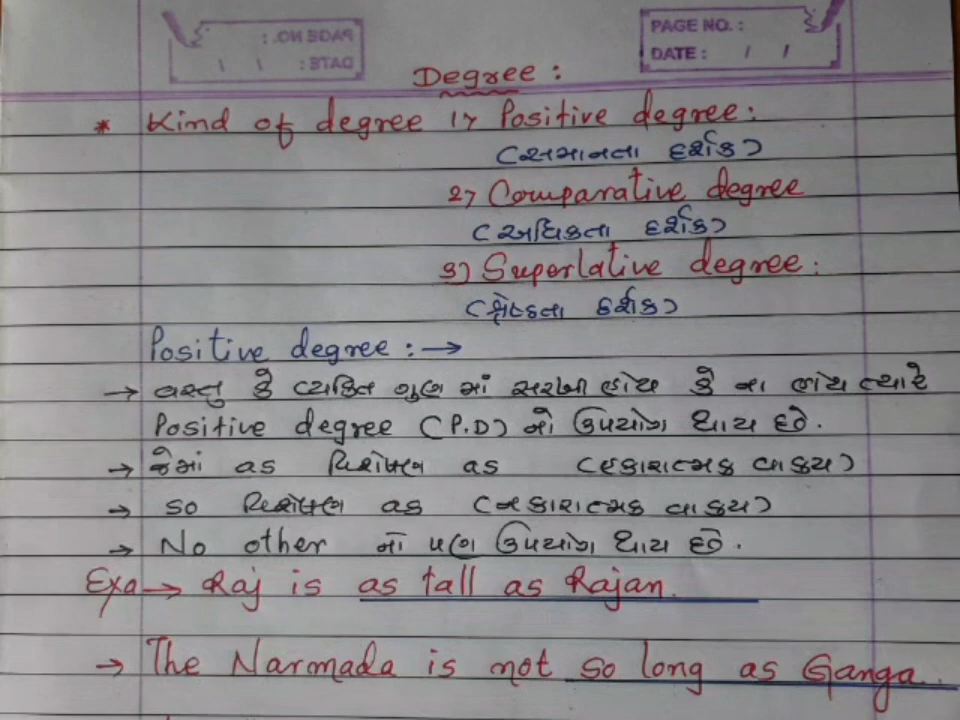 PAGE NO. :
DATE : / /
Degree :
* Kind of degree 1) Positive degree :
(સમાનતા દર્શક)
2) Comparative degree
(અધિકતા દર્શક)
3) Superlative degree :
(શ્રેષ્ઠતા દર્શક)
Positive degree : →
→ વસ્તુ કે વ્યકિત ગુણ માં સરખા હોય કે ના હોય ત્યારે
Positive degree (P.D) નો ઉપયોગ થાય છે.
→ જેમાં as વિશેષણ as (હકારાત્મક વાકય)
→ so વિશેષણ as (નકારાત્મક વાકય)
→ No other નો પણ ઉપયોગ થાય છે.
Exa → Raj is as tall as Rajan.
→ The Narmada is not so long as Ganga.